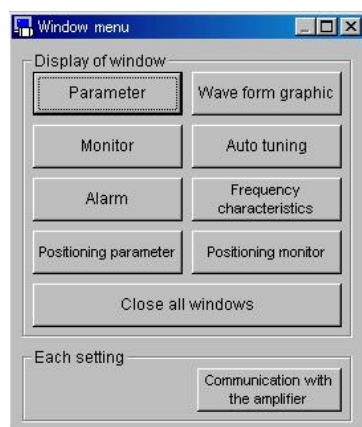 Window menu
Display of window
Parameter
Wave form graphic
Monitor
Auto tuning
Alarm
Frequency
characteristics
Positioning parameter
Positioning monitor
Close all windows
Each setting
Communication with
the amplifier